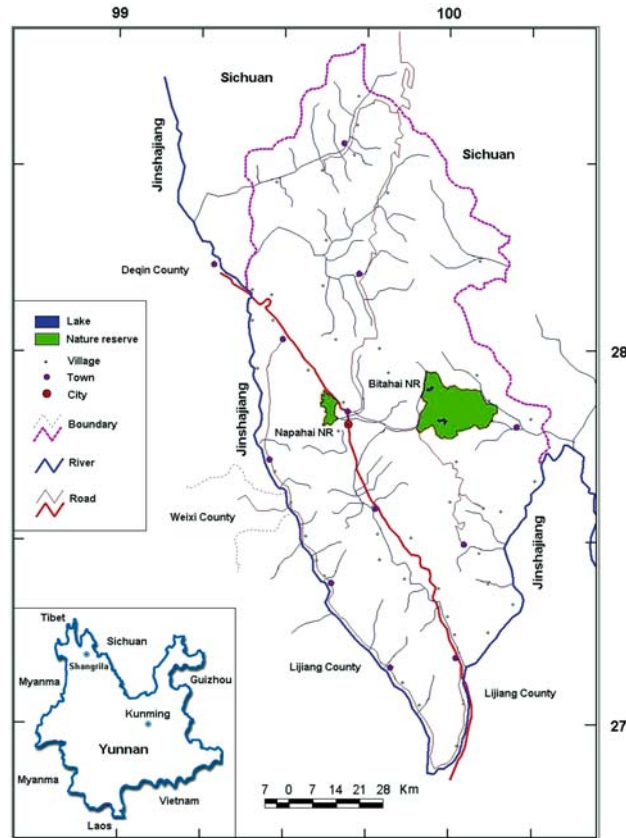 99
100
Sichuan
Sichuan
Jinshajiang
Deqin County
28
Lake
Nature reserve
Village
Town
City
Boundary
River
Road
Bitahai NR
Napahai NR
Jinshajiang
Weixi County
Jinshajiang
Lijiang County
Lijiang County
27
7 0 7 14 21 28 Km
Tibet
Sichuan
Shangrila
Myanma
Guizhou
Kunming
Yunnan
Myanma
Vietnam
Laos